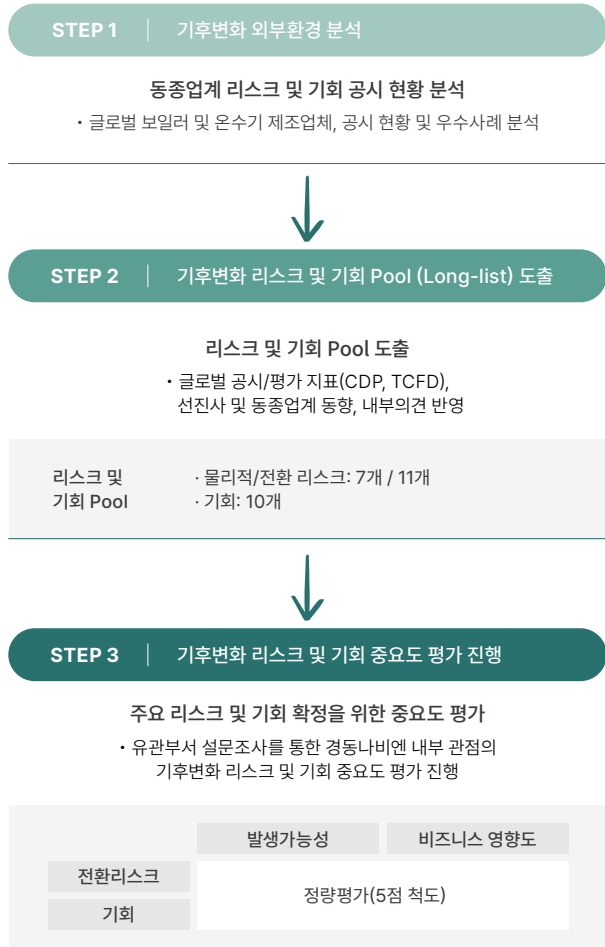 STEP 1 기후변화 외부환경 분석
동종업계 리스크 및 기회 공시 현황 분석
• 글로벌 보일러 및 온수기 제조업체, 공시 현황 및 우수사례 분석
STEP 2 기후변화 리스크 및 기회 Pool (Long-list) 도출
리스크 및 기회 Pool 도출
• 글로벌 공시/평가 지표(CDP, TCFD),
선진사 및 동종업계 동향, 내부의견 반영
리스크 및 · 물리적/전환 리스크: 7개 / 11개
기회 Pool · 기회: 10개
STEP 3 기후변화 리스크 및 기회 중요도 평가 진행
주요 리스크 및 기회 확정을 위한 중요도 평가
• 유관부서 설문조사를 통한 경동나비엔 내부 관점의
기후변화 리스크 및 기회 중요도 평가 진행
발생가능성 비즈니스 영향도
전환리스크
정량평가(5점 척도)
기회